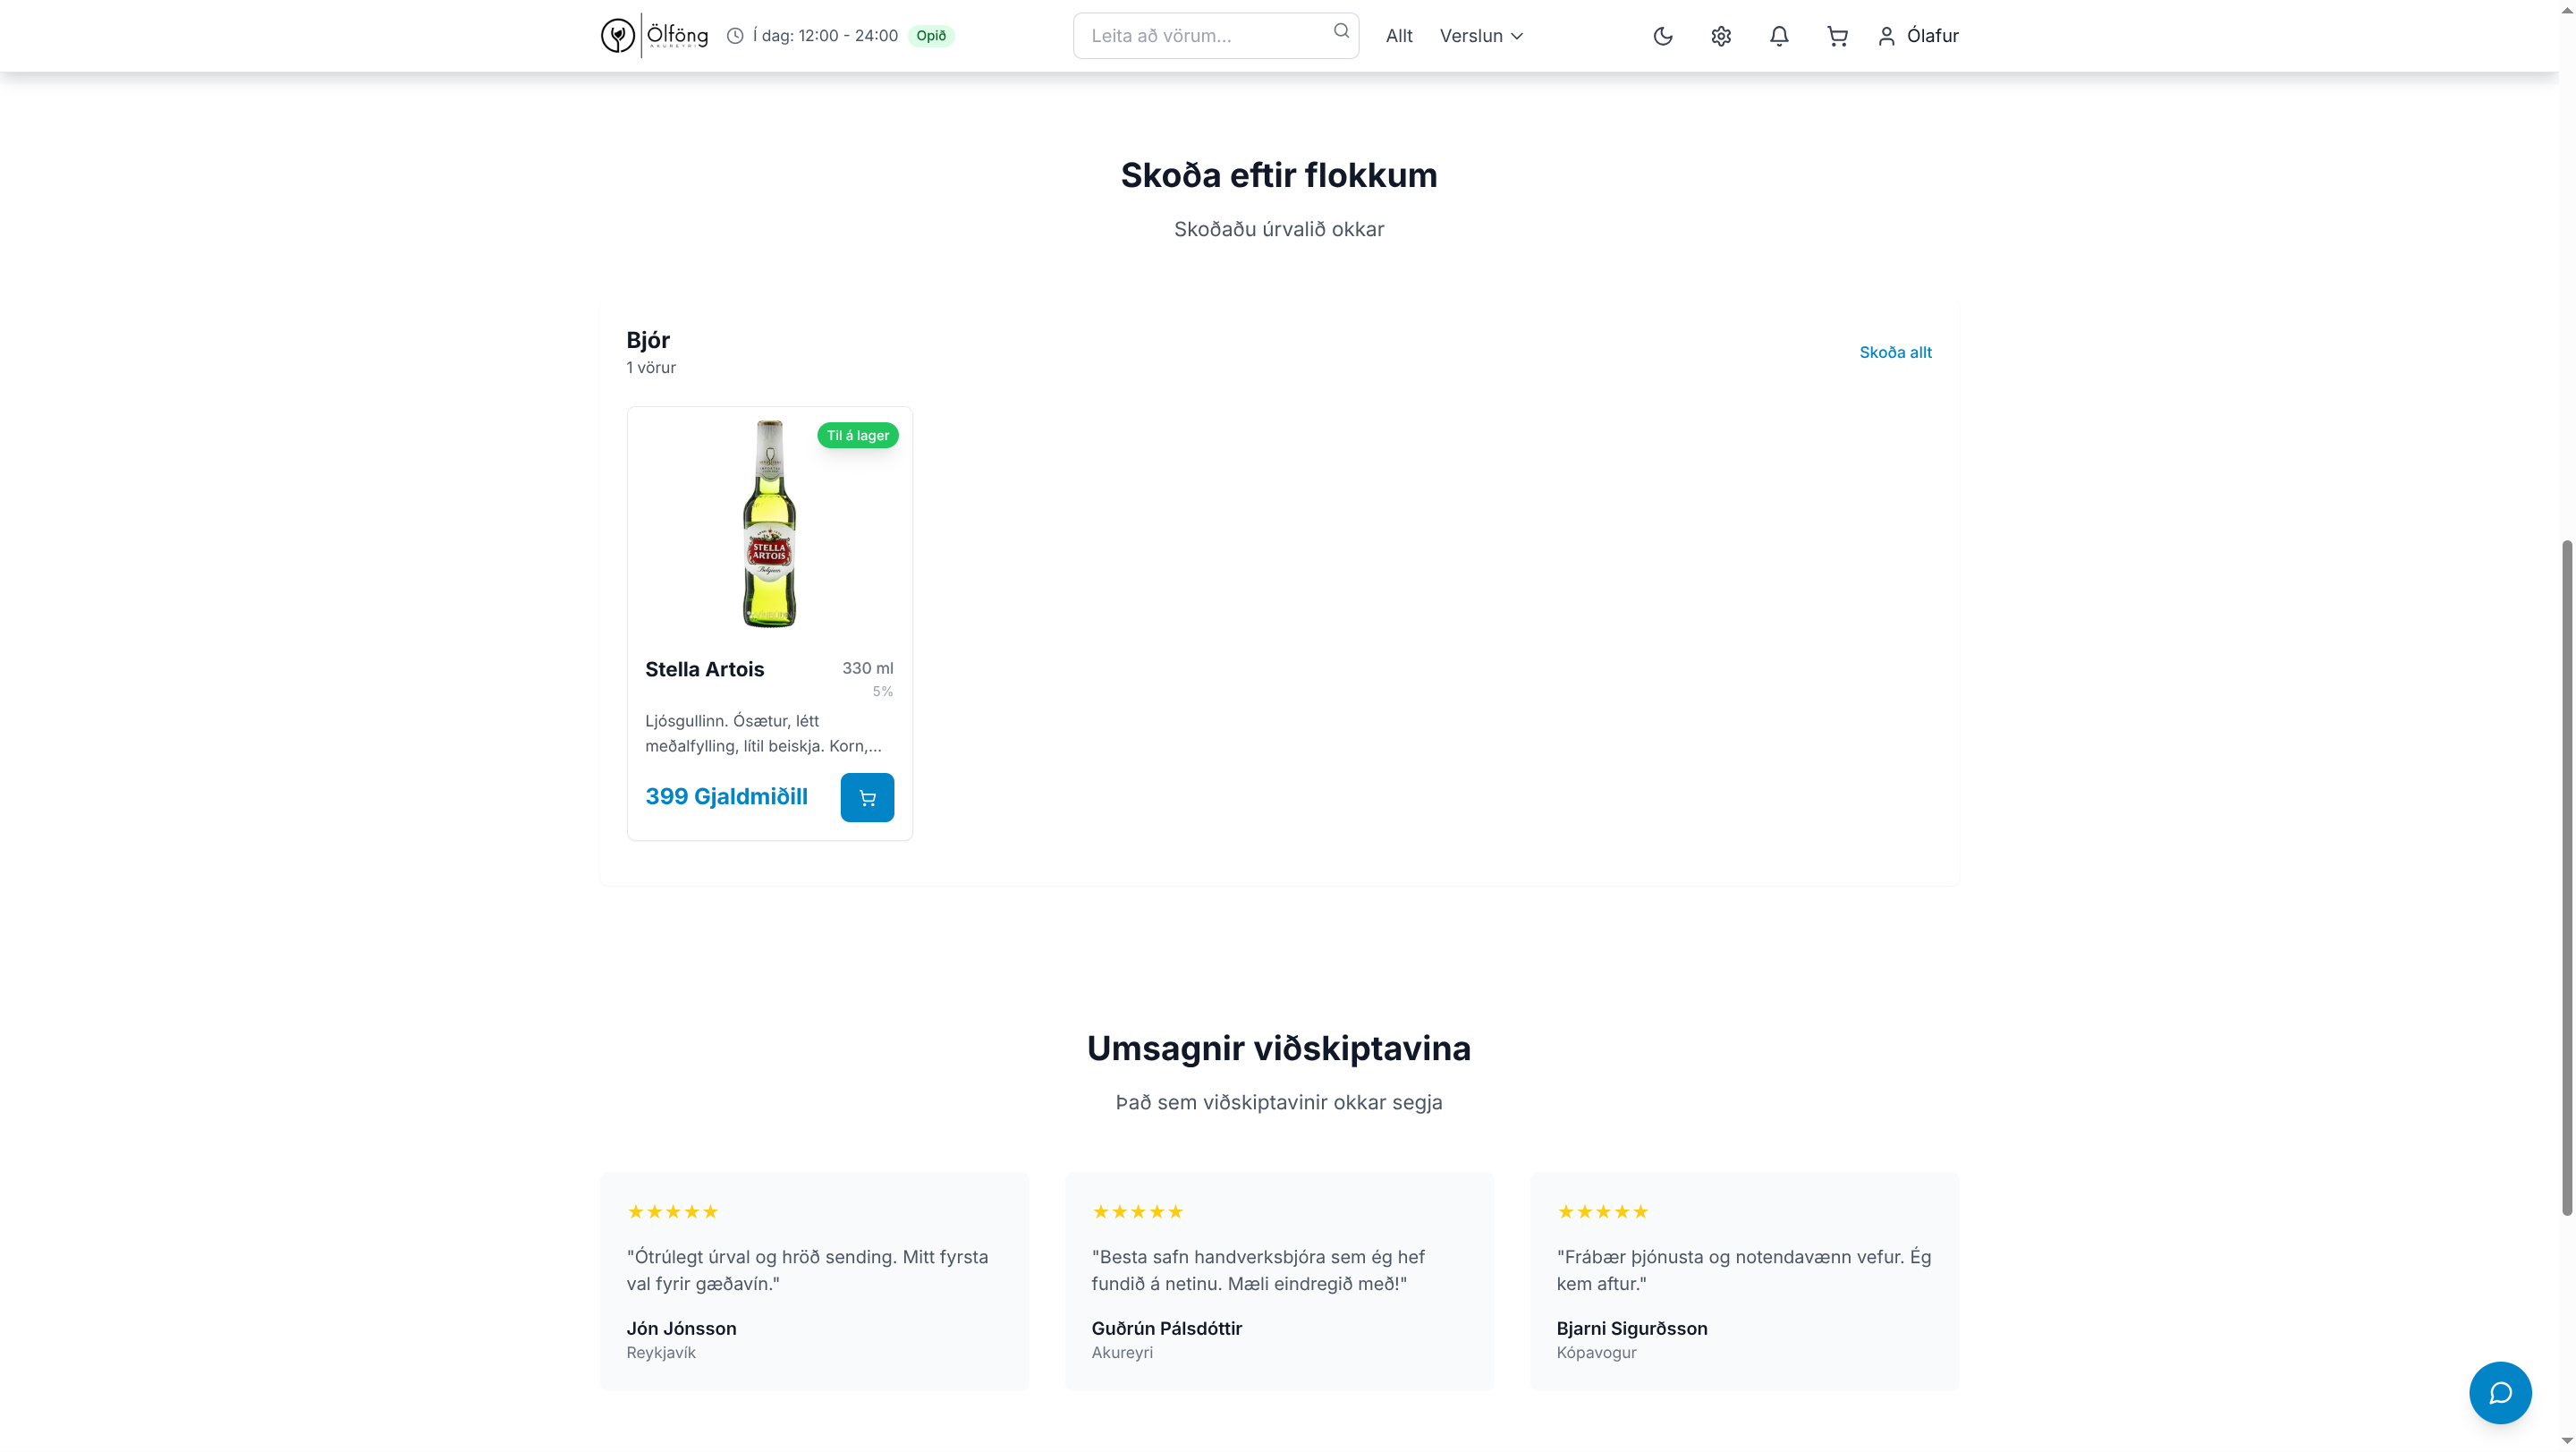 Ölföng
AKUREYRI
Í dag: 12:00 - 24:00
Opið
Leita að vörum...
Allt
Verslun
Ólafur
Skoða eftir flokkum
Skoðaðu úrvalið okkar
Bjór
1 vörur
Skoða allt
Til á lager
STELLA
ARTOIS
Belgium
Stella Artois
330 ml
5%
Ljósgullinn. Ósætur, létt
meðalfylling, lítil beiskja. Korn,...
399 Gjaldmiðill
Umsagnir viðskiptavina
Það sem viðskiptavinir okkar segja
"Ótrúlegt úrval og hröð sending. Mitt fyrsta
val fyrir gæðavín."
Jón Jónsson
Reykjavík
"Besta safn handverksbjóra sem ég hef
fundið á netinu. Mæli eindregið með!"
Guðrún Pálsdóttir
Akureyri
"Frábær þjónusta og notendavænn vefur. Ég
kem aftur."
Bjarni Sigurðsson
Kópavogur